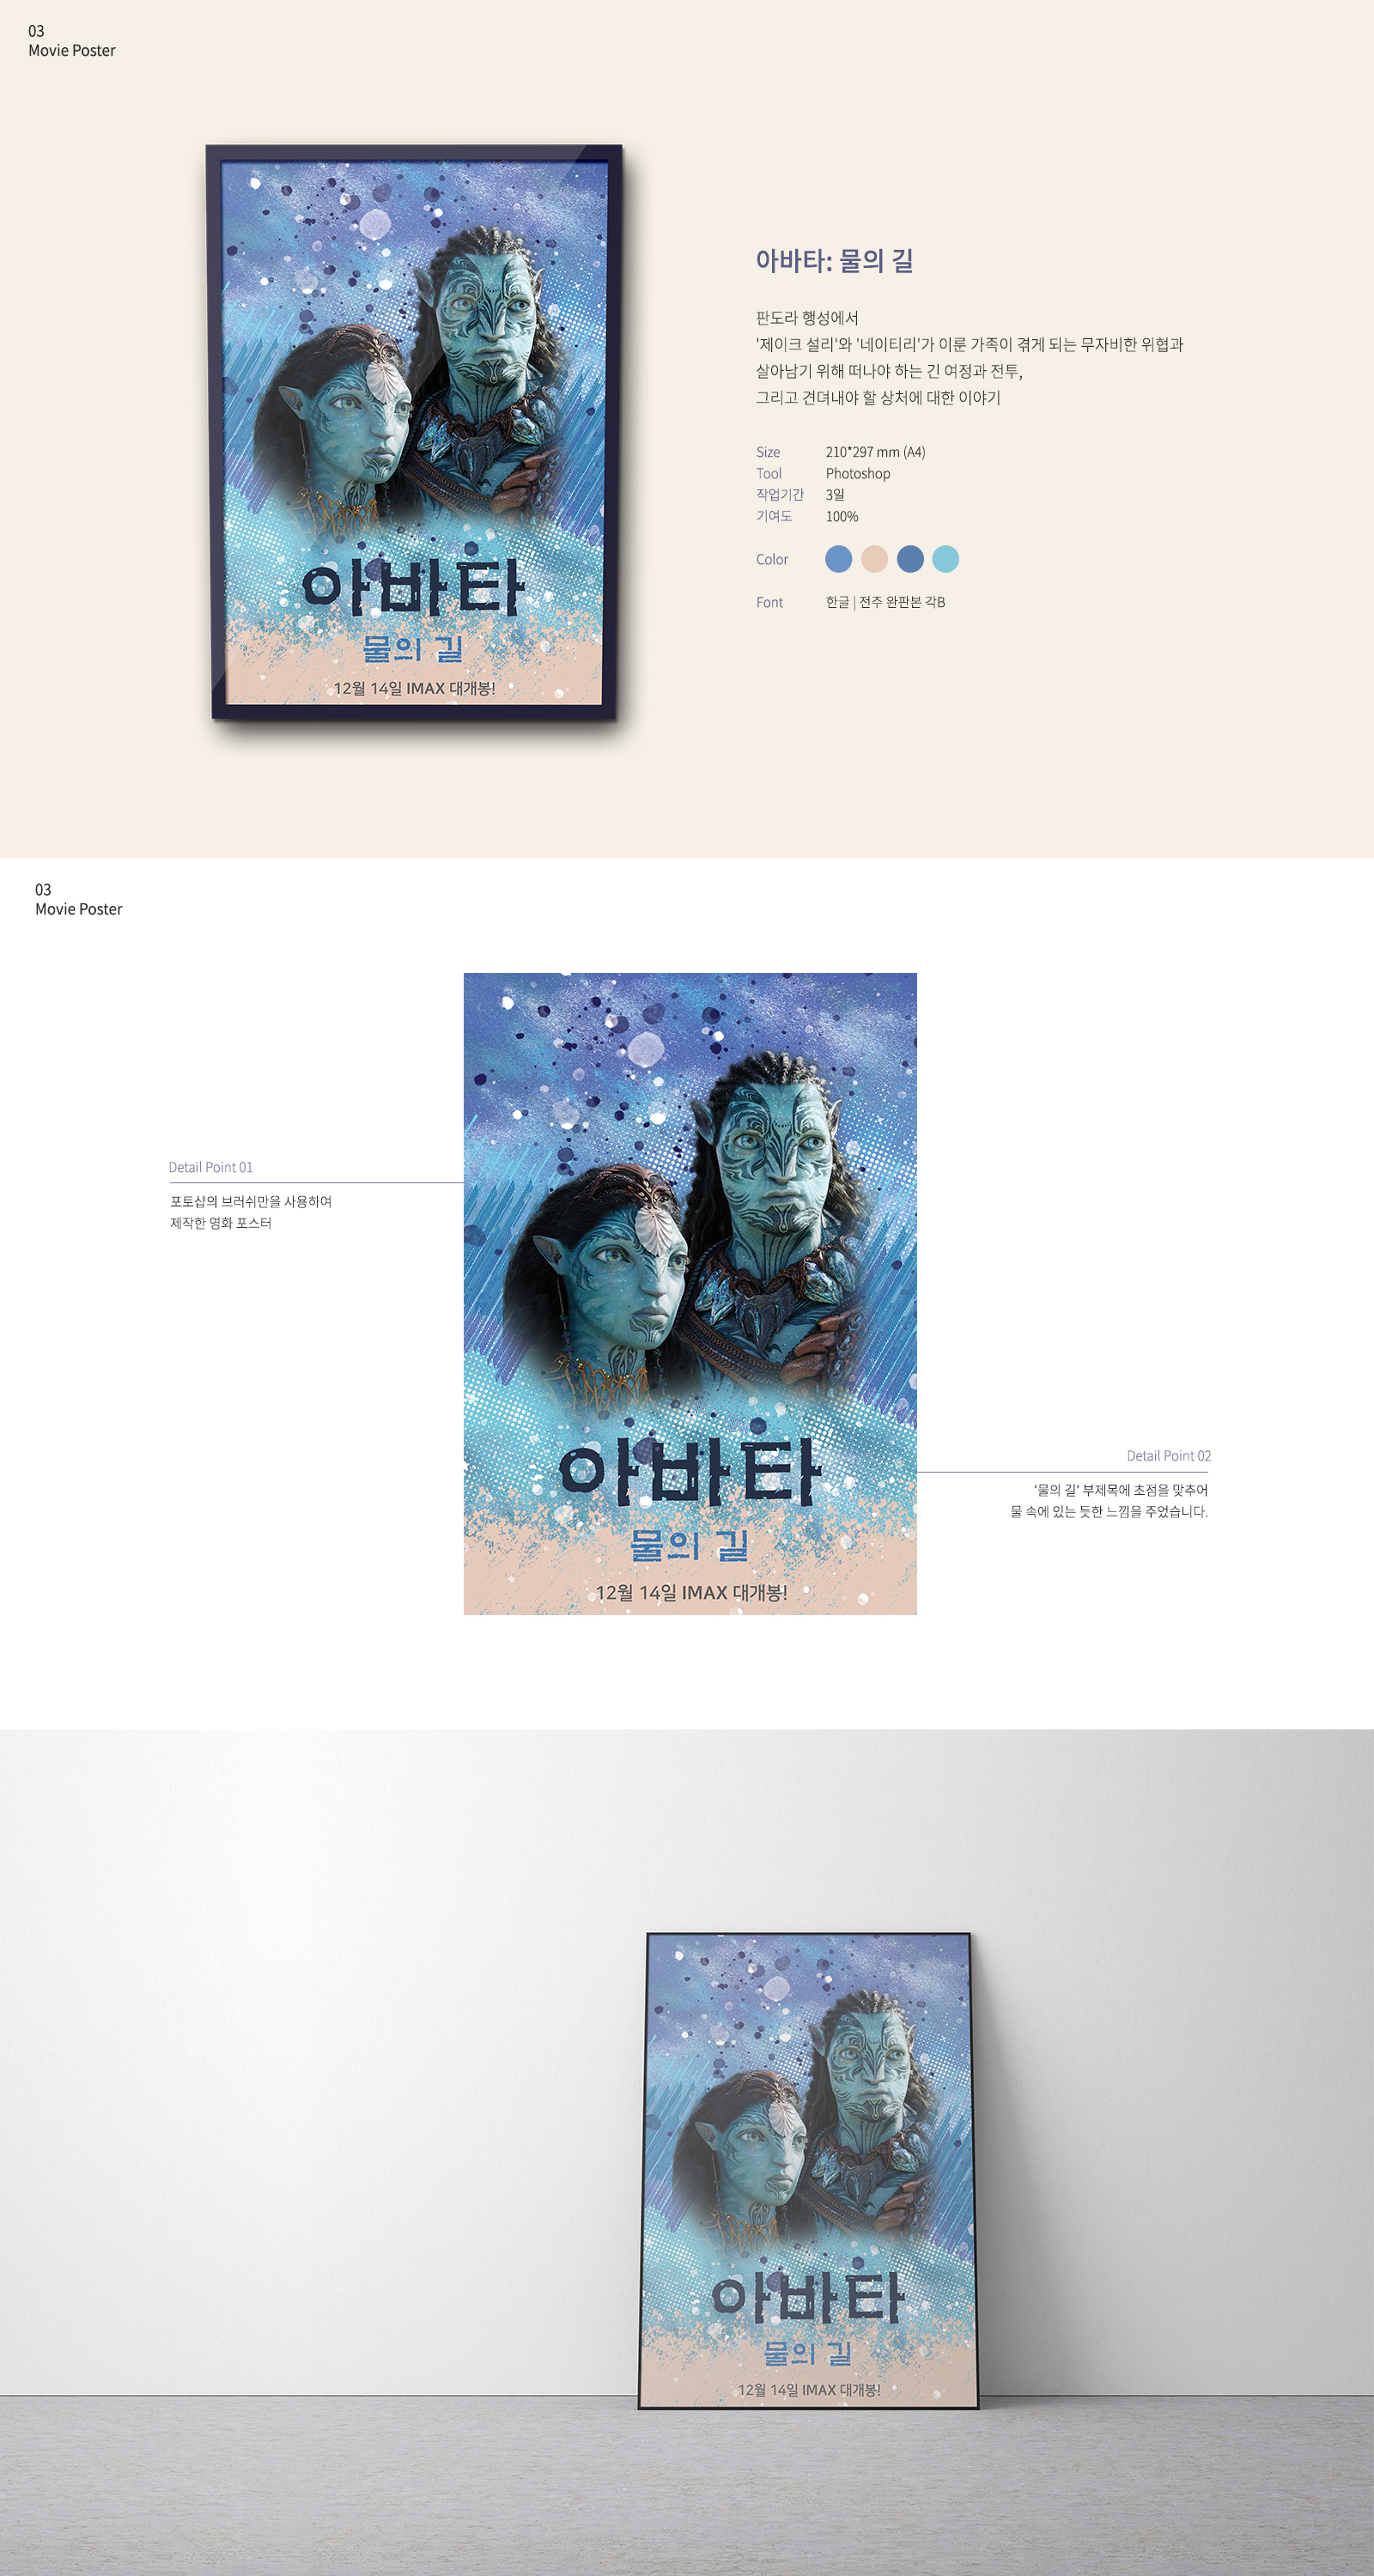 03
Movie Poster
아바타
물의 길
12월 14일 IMAX 대개봉!
아바타: 물의 길
판도라 행성에서
'제이크 설리'와 '네이티리'가 이룬 가족이 겪게 되는 무자비한 위협과
살아남기 위해 떠나야 하는 긴 여정과 전투,
그리고 견뎌내야 할 상처에 대한 이야기
Size 210*297 mm (A4)
Tool Photoshop
작업기간 3일
기여도 100%
Color
Font 한글 | 전주 완판본 각B
03
Movie Poster
Detail Point 01
포토샵의 브러쉬만을 사용하여
제작한 영화 포스터
아바타
물의 길
12월 14일 IMAX 대개봉!
Detail Point 02
'물의 길' 부제목에 초점을 맞추어
물 속에 있는 듯한 느낌을 주었습니다.
아바타
물의 길
12월 14일 IMAX 대개봉!